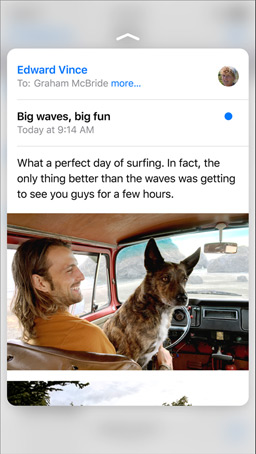 Edward Vince
To: Graham McBride more...
Big waves, big fun
Today at 9:14 AM
What a perfect day of surfing. In fact, the
only thing better than the waves was getting
to see you guys for a few hours.